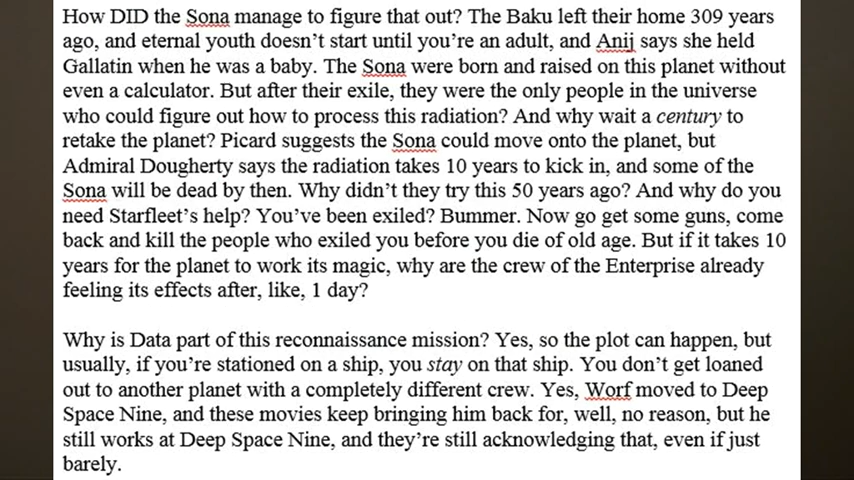 How DID the Sona manage to figure that out? The Baku left their home 309 years
ago, and eternal youth doesn’t start until you’re an adult, and Anij says she held
Gallatin when he was a baby. The Sona were born and raised on this planet without
even a calculator. But after their exile, they were the only people in the universe
who could figure out how to process this radiation? And why wait a century to
retake the planet? Picard suggests the Sona could move onto the planet, but
Admiral Dougherty says the radiation takes 10 years to kick in, and some of the
Sona will be dead by then. Why didn’t they try this 50 years ago? And why do you
need Starfleet’s help? You’ve been exiled? Bummer. Now go get some guns, come
back and kill the people who exiled you before you die of old age. But if it takes 10
years for the planet to work its magic, why are the crew of the Enterprise already
feeling its effects after, like, 1 day?
Why is Data part of this reconnaissance mission? Yes, so the plot can happen, but
usually, if you’re stationed on a ship, you stay on that ship. You don’t get loaned
out to another planet with a completely different crew. Yes, Worf moved to Deep
Space Nine, and these movies keep bringing him back for, well, no reason, but he
still works at Deep Space Nine, and they’re still acknowledging that, even if just
barely.